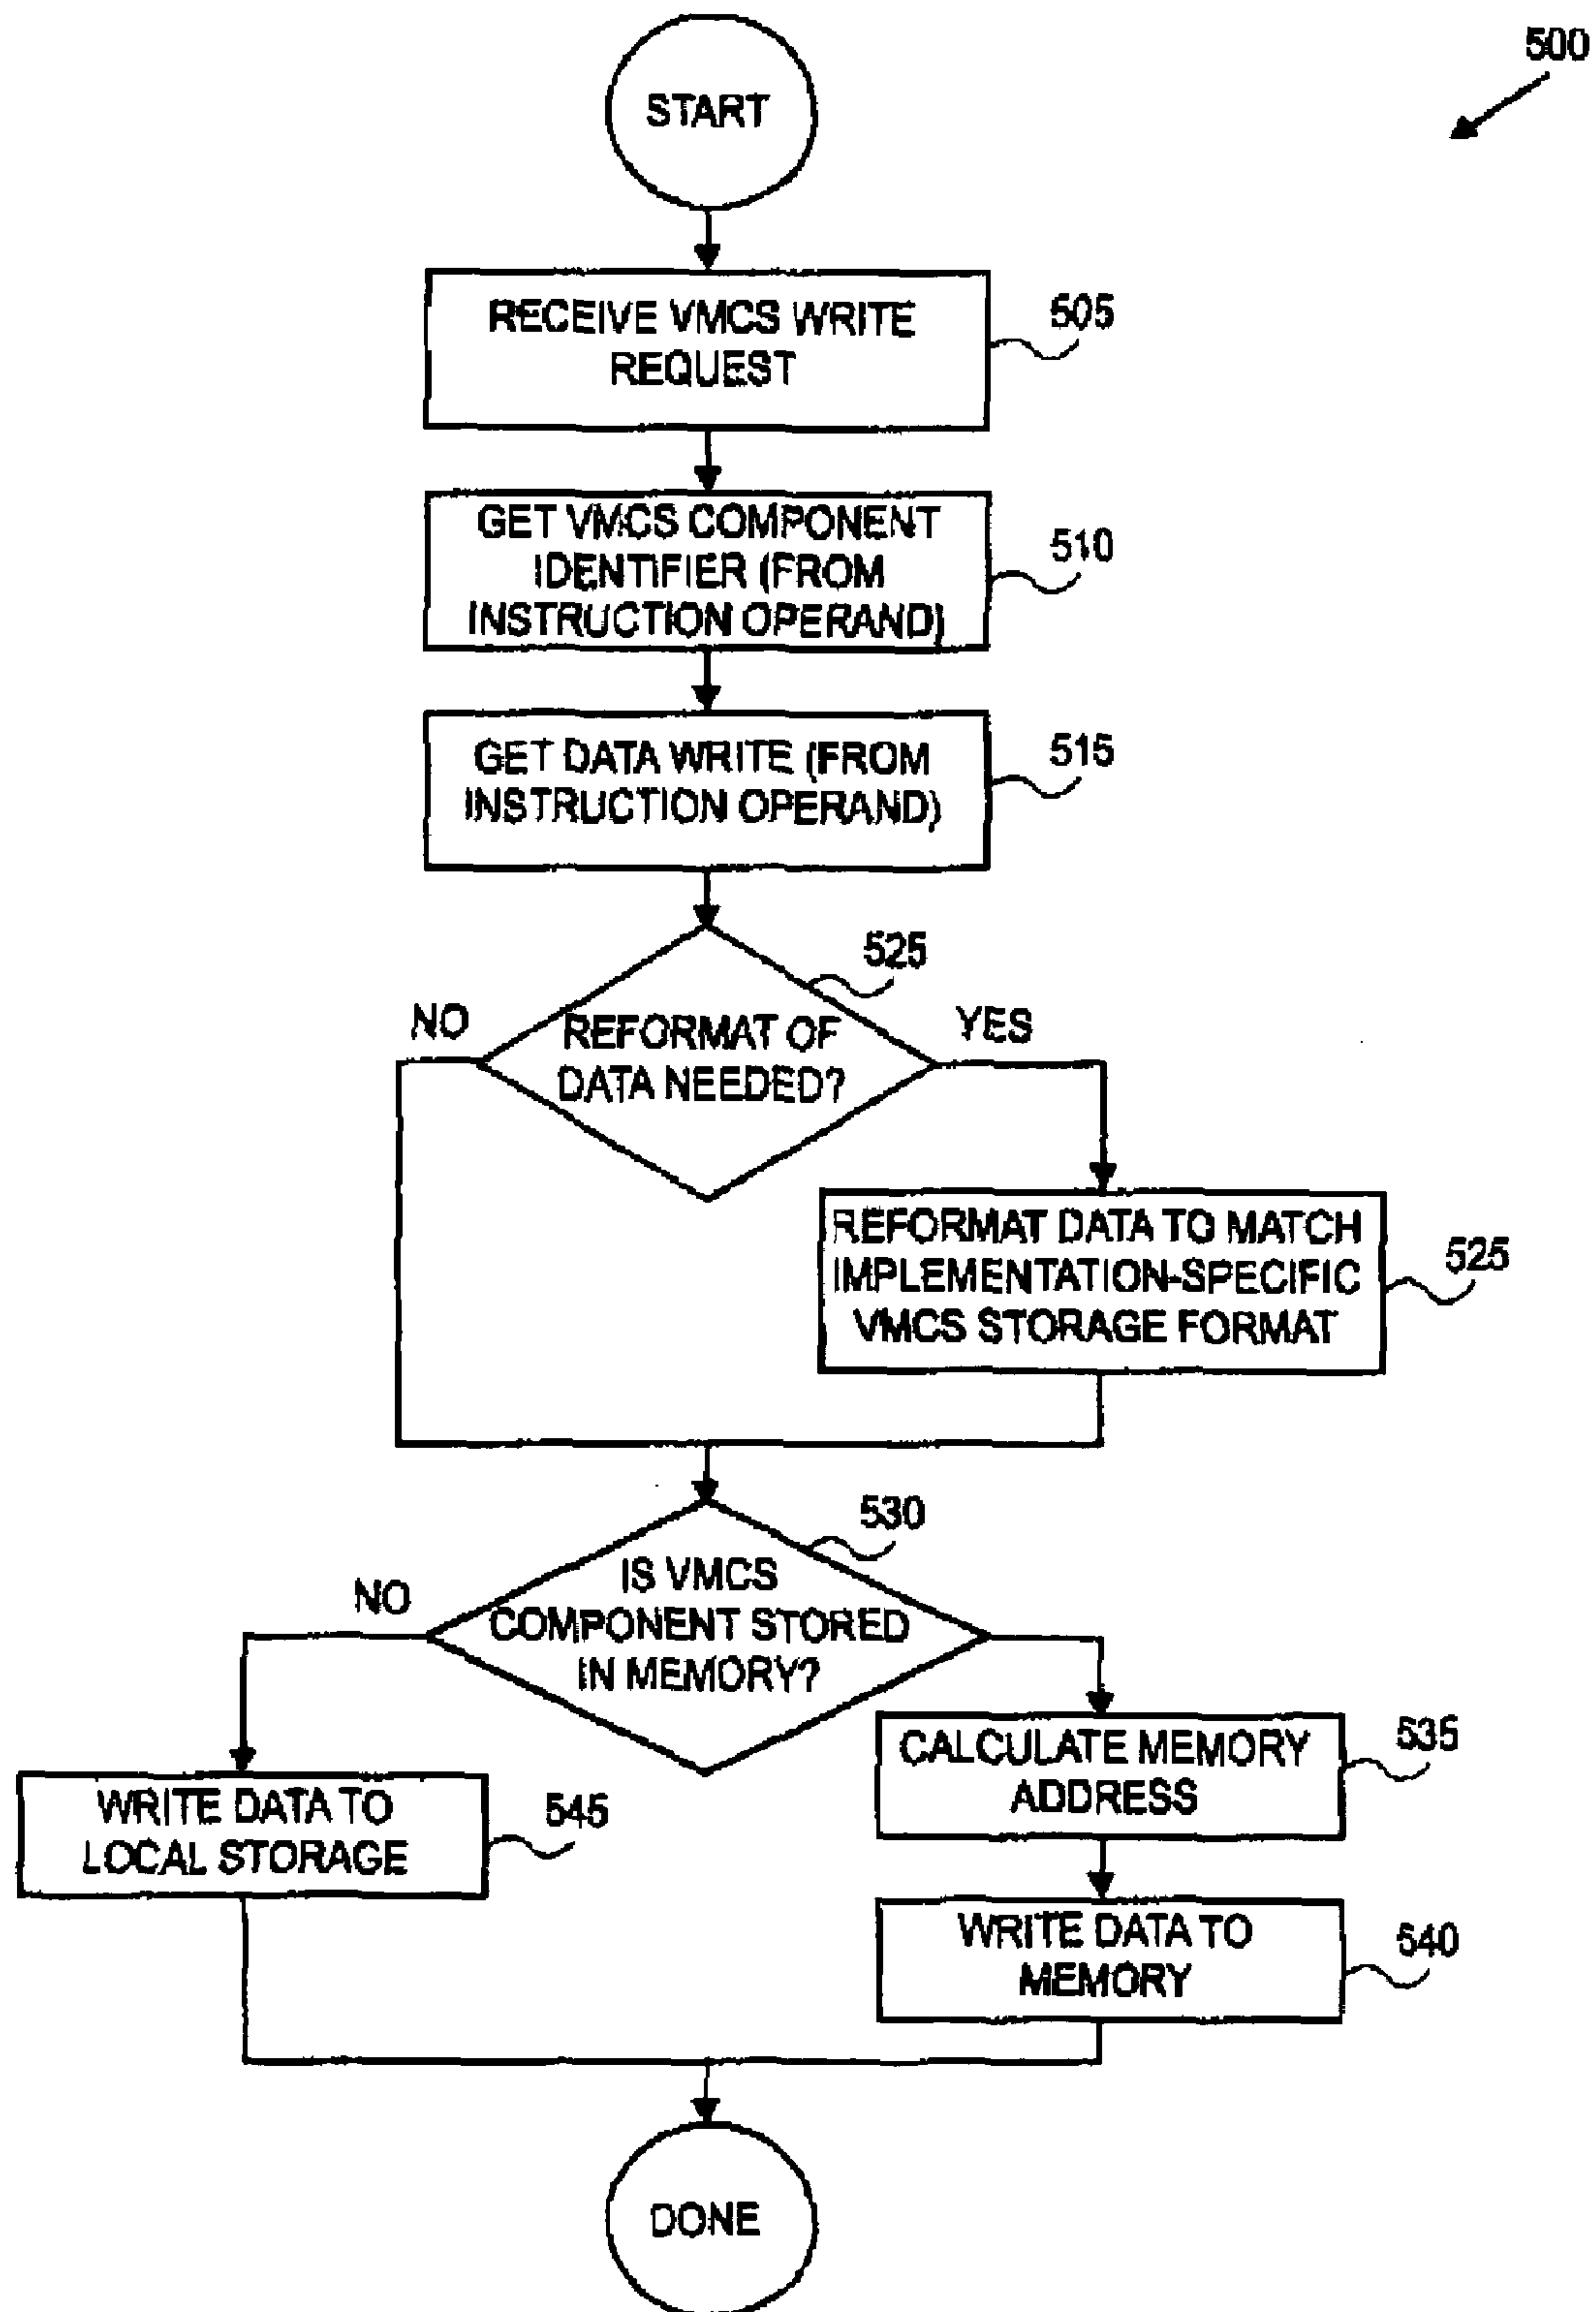 500
START
RECEIVE VMCS WRITE
REQUEST
505
GET VMCS COMPONENT
IDENTIFIER (FROM
INSTRUCTION OPERAND)
510
GET DATA WRITE (FROM
INSTRUCTION OPERAND)
515
525
NO
REFORMAT OF
DATA NEEDED?
YES
REFORMAT DATA TO MATCH
IMPLEMENTATION-SPECIFIC
VMCS STORAGE FORMAT
525
530
NO
IS VMCS
COMPONENT STORED
IN MEMORY?
CALCULATE MEMORY
ADDRESS
535
WRITE DATA TO
LOCAL STORAGE
545
WRITE DATA TO
MEMORY
540
DONE